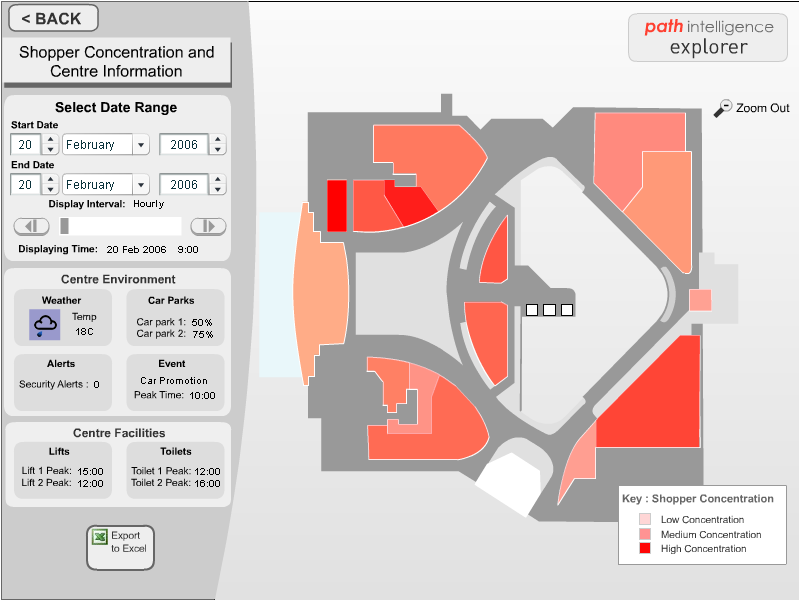 < BACK
Shopper Concentration and
Centre Information
Select Date Range
Start Date
20 February 2006
End Date
20 February 2006
Display Interval: Hourly
Displaying Time: 20 Feb 2006 9:00
Centre Environment
Weather
Temp
18C
Car Parks
Car park 1: 50%
Car park 2: 75%
Alerts
Security Alerts : 0
Event
Car Promotion
Peak Time: 10:00
Centre Facilities
Lifts
Lift 1 Peak: 15:00
Lift 2 Peak: 12:00
Toilets
Toilet 1 Peak: 12:00
Toilet 2 Peak: 16:00
Export
to Excel
path intelligence
explorer
Zoom Out
Key : Shopper Concentration
Low Concentration
Medium Concentration
High Concentration